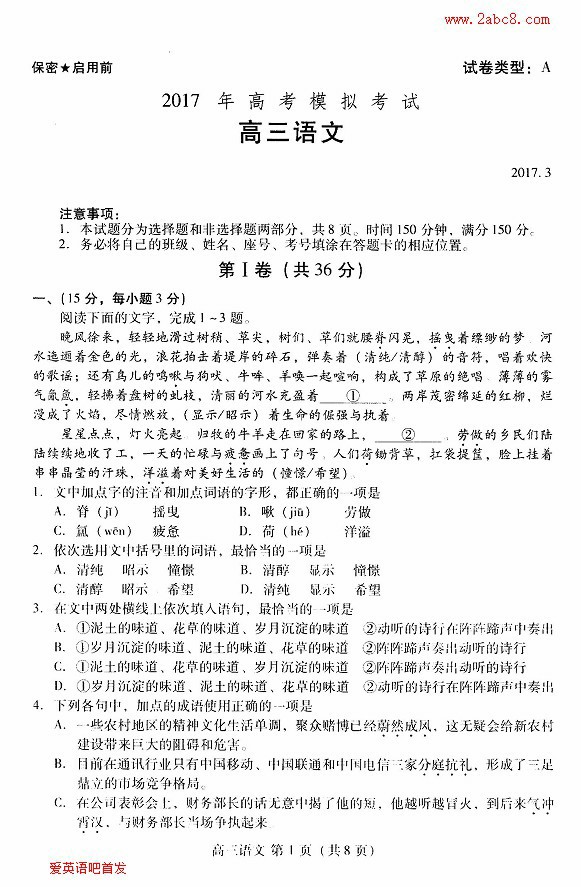 www.2abc8.com
保密★启用前
试卷类型：A
2017 年高考模拟考试
高三语文
2017.3
注意事项：
1. 本试题分为选择题和非选择题两部分，共8页。时间150分钟，满分150分。
2. 务必将自己的班级、姓名、座号、考号填涂在答题卡的相应位置。
第Ⅰ卷（共36分）
一、（15分，每小题3分）
阅读下面的文字，完成1~3题。
晚风徐来，轻轻地滑过树梢、草尖，树们、草们就腰脊闪晃，摇曳着缥缈的梦。河
水迤逦着金色的光，浪花拍击着堤岸的碎石，弹奏着（清纯/清醇）的音符，唱着欢快
的歌谣；还有鸟儿的鸣啾与狗吠、牛哞、羊唤一起喧响，构成了草原的绝唱。薄薄的雾
气氤氲，轻拂着盘树的虬枝，清丽的河水充盈着 ① 。两岸茂密绵延的红柳，烂
漫成了火焰，尽情燃放，（显示/昭示）着生命的倔强与执着。
星星点点，灯火亮起。归牧的牛羊走在回家的路上， ② 。劳做的乡民们陆
陆续续地收了工，一天的忙碌与疲惫画上了句号。人们荷锄背草，扛袋提筐，脸上挂着
串串晶莹的汗珠，洋溢着对美好生活的（憧憬/希望）。
1. 文中加点字的注音和加点词语的字形，都正确的一项是
A. 脊（jǐ） 摇曳 B. 啾（jiū） 劳做
C. 氲（wēn） 疲惫 D. 荷（hé） 洋溢
2. 依次选用文中括号里的词语，最恰当的一项是
A. 清纯 昭示 憧憬 B. 清醇 显示 憧憬
C. 清醇 昭示 希望 D. 清纯 显示 希望
3. 在文中两处横线上依次填入语句，最恰当的一项是
A. ①泥土的味道、花草的味道、岁月沉淀的味道 ②动听的诗行在阵阵蹄声中奏出
B. ①岁月沉淀的味道、泥土的味道、花草的味道 ②阵阵蹄声奏出动听的诗行
C. ①泥土的味道、花草的味道、岁月沉淀的味道 ②阵阵蹄声奏出动听的诗行
D. ①岁月沉淀的味道、泥土的味道、花草的味道 ②动听的诗行在阵阵蹄声中奏出
4. 下列各句中，加点的成语使用正确的一项是
A. 一些农村地区的精神文化生活单调，聚众赌博已经蔚然成风，这无疑会给新农村
建设带来巨大的阻碍和危害。
B. 目前在通讯行业只有中国移动、中国联通和中国电信三家分庭抗礼，形成了三足
鼎立的市场竞争格局。
C. 在公司表彰会上，财务部长的话无意中揭了他的短，他越听越冒火，到后来气冲
霄汉，与财务部长当场争执起来。
高三语文 第1页（共8页）
爱英语吧首发